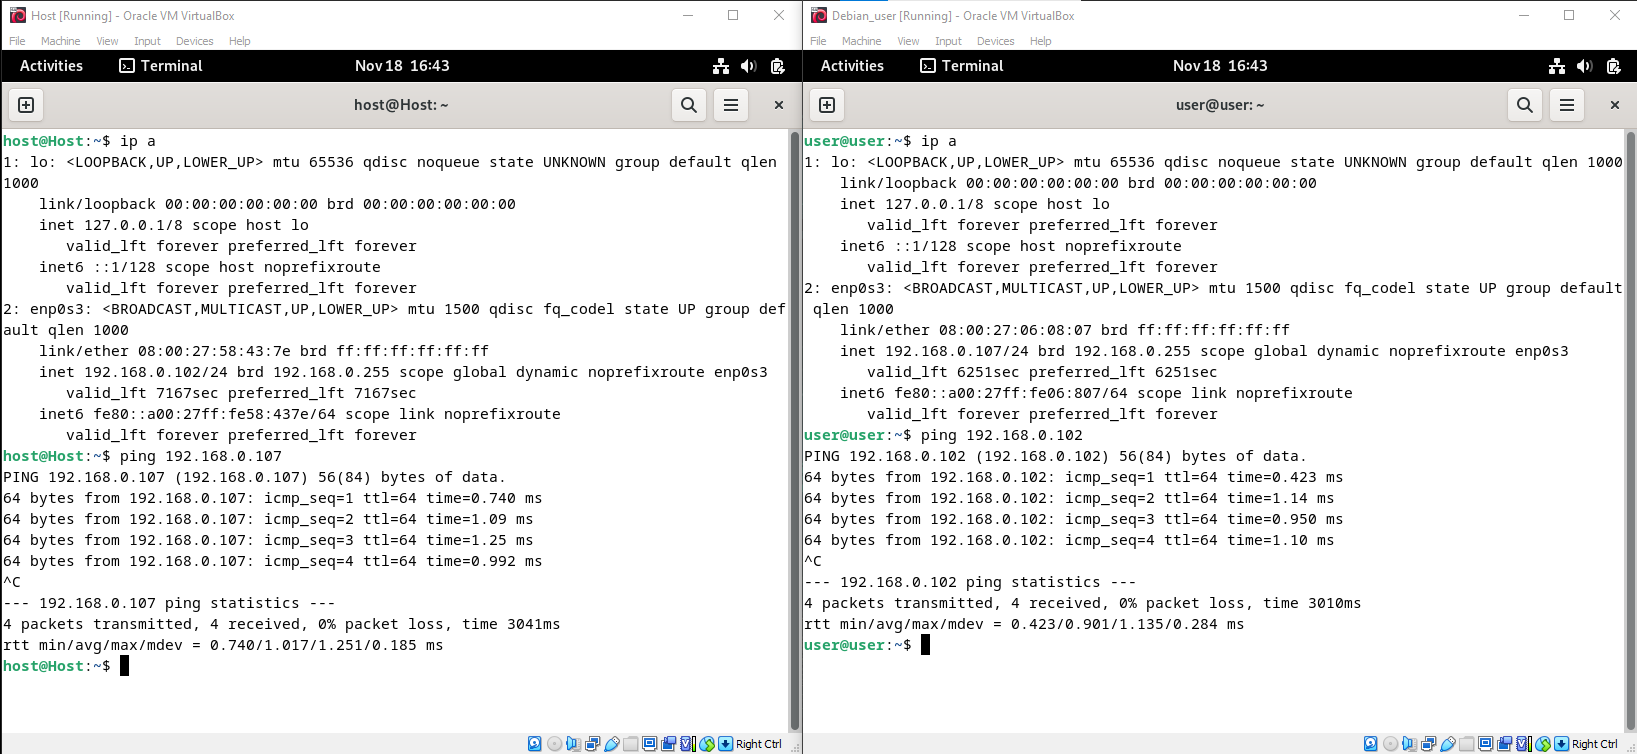 Host [Running] - Oracle VM VirtualBox
File Machine View Input Devices Help
Activities Terminal Nov 18 16:43
host@Host: ~
host@Host:~$ ip a
1: lo: <LOOPBACK,UP,LOWER_UP> mtu 65536 qdisc noqueue state UNKNOWN group default qlen
1000
    link/loopback 00:00:00:00:00:00 brd 00:00:00:00:00:00
    inet 127.0.0.1/8 scope host lo
       valid_lft forever preferred_lft forever
    inet6 ::1/128 scope host noprefixroute
       valid_lft forever preferred_lft forever
2: enp0s3: <BROADCAST,MULTICAST,UP,LOWER_UP> mtu 1500 qdisc fq_codel state UP group def
ault qlen 1000
    link/ether 08:00:27:58:43:7e brd ff:ff:ff:ff:ff:ff
    inet 192.168.0.102/24 brd 192.168.0.255 scope global dynamic noprefixroute enp0s3
       valid_lft 7167sec preferred_lft 7167sec
    inet6 fe80::a00:27ff:fe58:437e/64 scope link noprefixroute
       valid_lft forever preferred_lft forever
host@Host:~$ ping 192.168.0.107
PING 192.168.0.107 (192.168.0.107) 56(84) bytes of data.
64 bytes from 192.168.0.107: icmp_seq=1 ttl=64 time=0.740 ms
64 bytes from 192.168.0.107: icmp_seq=2 ttl=64 time=1.09 ms
64 bytes from 192.168.0.107: icmp_seq=3 ttl=64 time=1.25 ms
64 bytes from 192.168.0.107: icmp_seq=4 ttl=64 time=0.992 ms
^C
--- 192.168.0.107 ping statistics ---
4 packets transmitted, 4 received, 0% packet loss, time 3041ms
rtt min/avg/max/mdev = 0.740/1.017/1.251/0.185 ms
host@Host:~$
Right Ctrl
Debian_user [Running] - Oracle VM VirtualBox
File Machine View Input Devices Help
Activities Terminal Nov 18 16:43
user@user: ~
user@user:~$ ip a
1: lo: <LOOPBACK,UP,LOWER_UP> mtu 65536 qdisc noqueue state UNKNOWN group default qlen 1000
    link/loopback 00:00:00:00:00:00 brd 00:00:00:00:00:00
    inet 127.0.0.1/8 scope host lo
       valid_lft forever preferred_lft forever
    inet6 ::1/128 scope host noprefixroute
       valid_lft forever preferred_lft forever
2: enp0s3: <BROADCAST,MULTICAST,UP,LOWER_UP> mtu 1500 qdisc fq_codel state UP group default
 qlen 1000
    link/ether 08:00:27:06:08:07 brd ff:ff:ff:ff:ff:ff
    inet 192.168.0.107/24 brd 192.168.0.255 scope global dynamic noprefixroute enp0s3
       valid_lft 6251sec preferred_lft 6251sec
    inet6 fe80::a00:27ff:fe06:807/64 scope link noprefixroute
       valid_lft forever preferred_lft forever
user@user:~$ ping 192.168.0.102
PING 192.168.0.102 (192.168.0.102) 56(84) bytes of data.
64 bytes from 192.168.0.102: icmp_seq=1 ttl=64 time=0.423 ms
64 bytes from 192.168.0.102: icmp_seq=2 ttl=64 time=1.14 ms
64 bytes from 192.168.0.102: icmp_seq=3 ttl=64 time=0.950 ms
64 bytes from 192.168.0.102: icmp_seq=4 ttl=64 time=1.10 ms
^C
--- 192.168.0.102 ping statistics ---
4 packets transmitted, 4 received, 0% packet loss, time 3010ms
rtt min/avg/max/mdev = 0.423/0.901/1.135/0.284 ms
user@user:~$
Right Ctrl